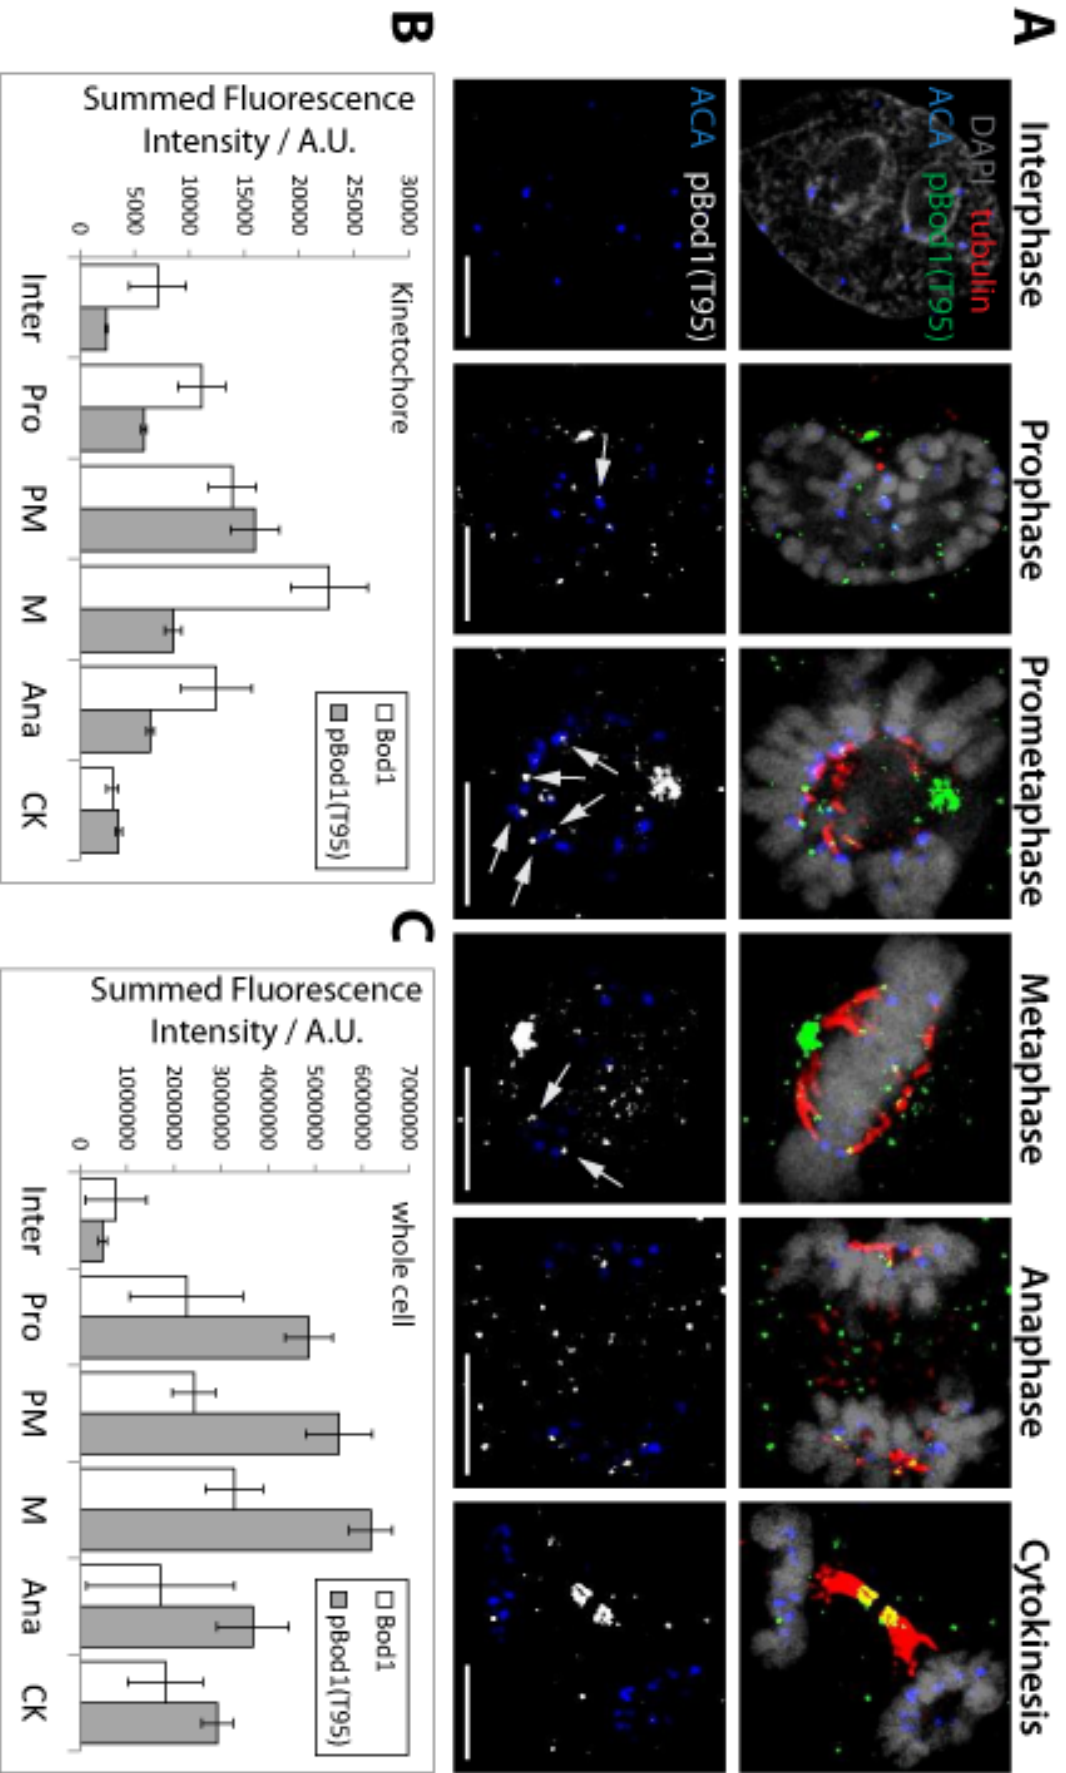 A
Interphase
Prophase
Prometaphase
Metaphase
Anaphase
Cytokinesis
DAPI tubulin
ACA pBod1(T95)
ACA pBod1(T95)
B
Summed Fluorescence
Intensity / A.U.
Kinetochore
30000
25000
20000
15000
10000
5000
0
Inter Pro PM M Ana CK
Bod1
pBod1(T95)
C
Summed Fluorescence
Intensity / A.U.
whole cell
7000000
6000000
5000000
4000000
3000000
2000000
1000000
0
Inter Pro PM M Ana CK
Bod1
pBod1(T95)